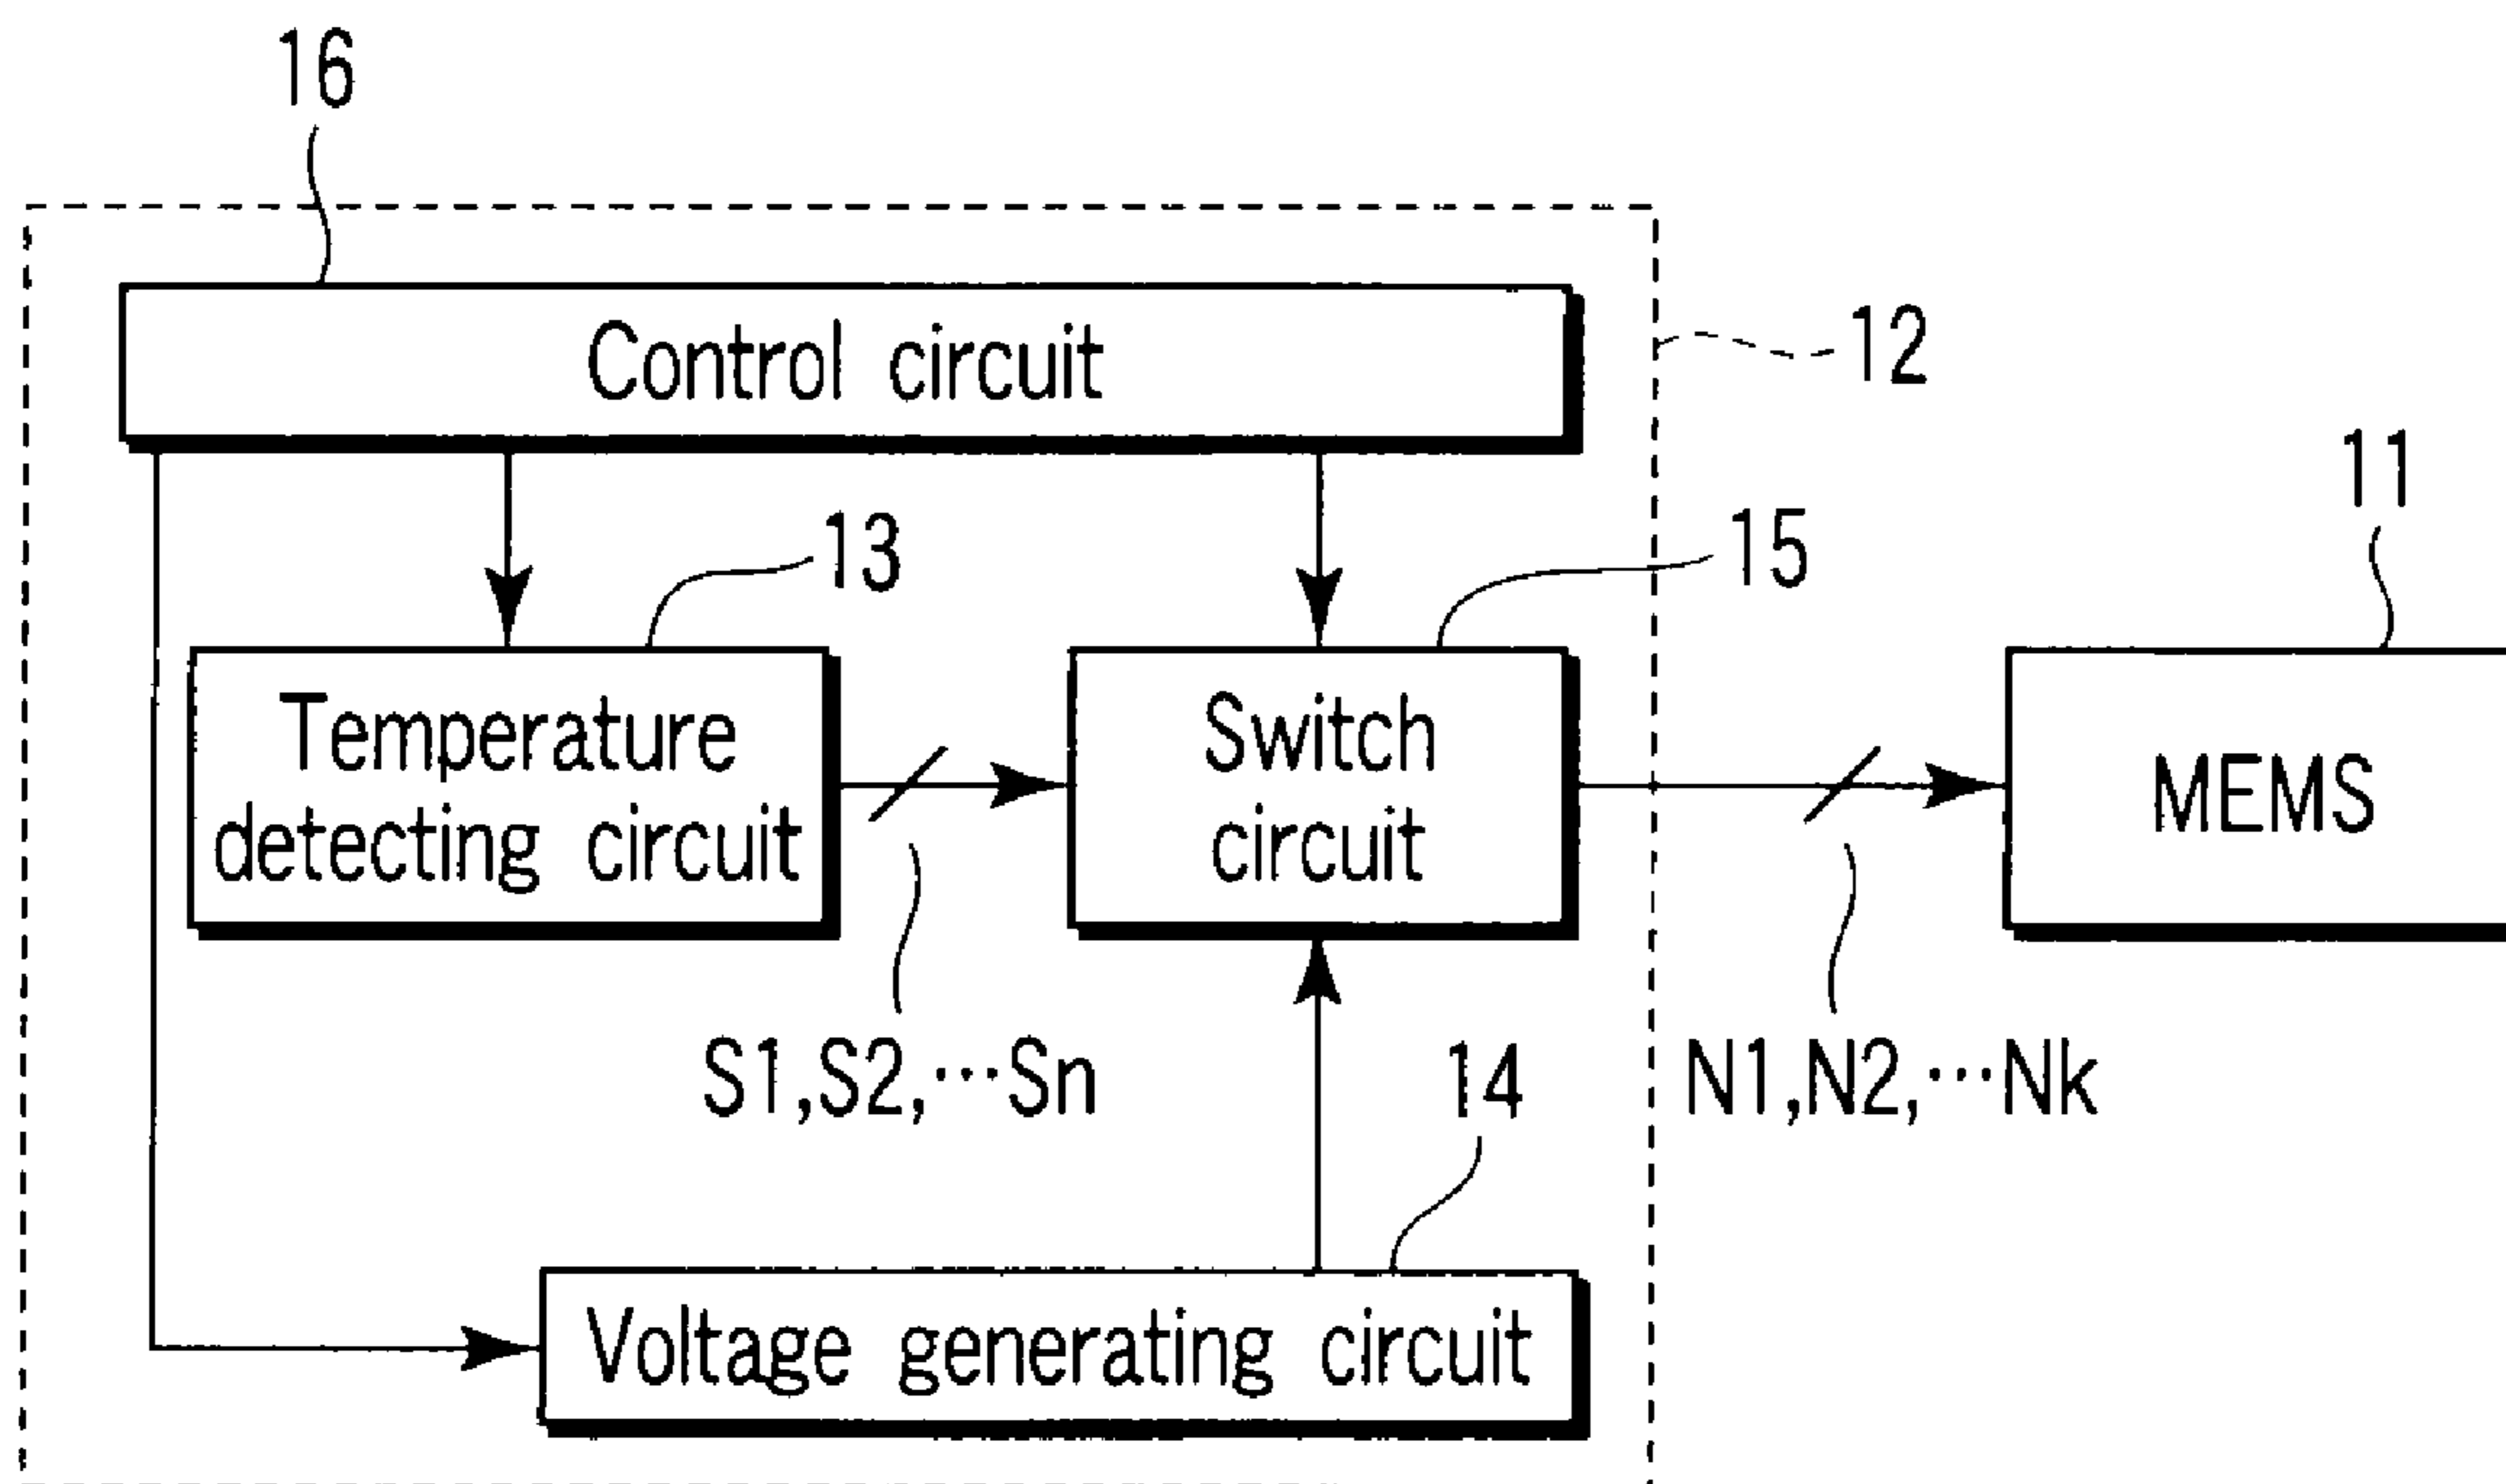 16
Control circuit
12
11
13
15
Temperature
detecting circuit
Switch
circuit
MEMS
S1,S2,···Sn
14
N1,N2,···Nk
Voltage generating circuit